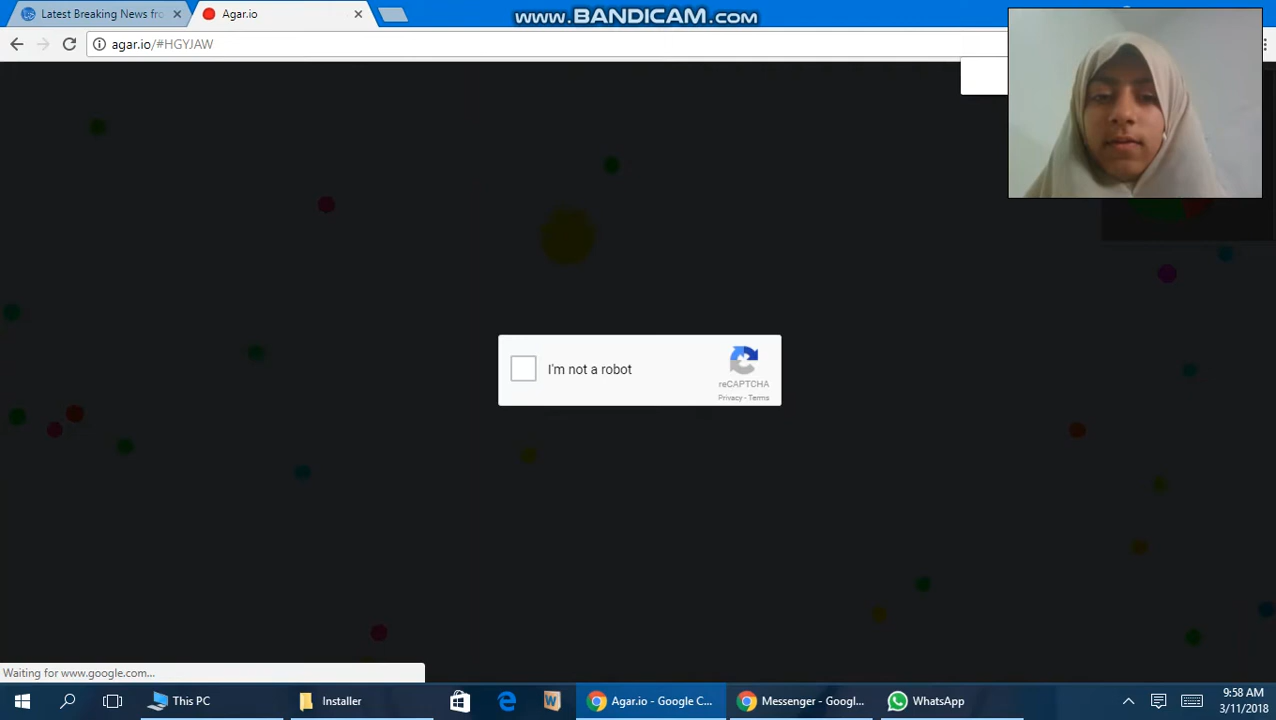 Latest Breaking News fro
Agar.io
www.BANDICAM.com
agar.io/#HGYJAW
I'm not a robot
reCAPTCHA
Privacy - Terms
Waiting for www.google.com...
This PC
Installer
Agar.io - Google C...
Messenger - Googl...
WhatsApp
9:58 AM
3/11/2018